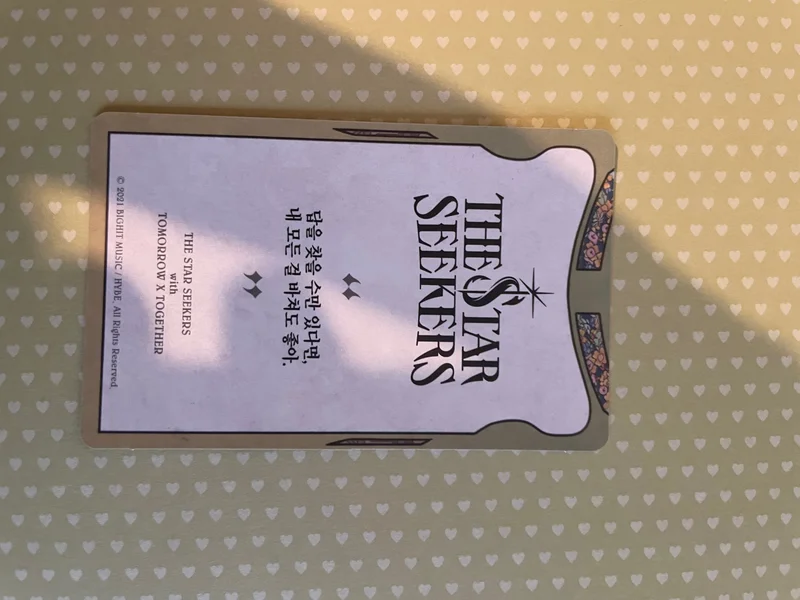 THE STAR
SEEKERS
“
답을 찾을 수만 있다면,
내 모든 걸 바쳐도 좋아.
”
THE STAR SEEKERS
with
TOMORROW X TOGETHER
© 2021 BIGHIT MUSIC / HYBE. All Rights Reserved.